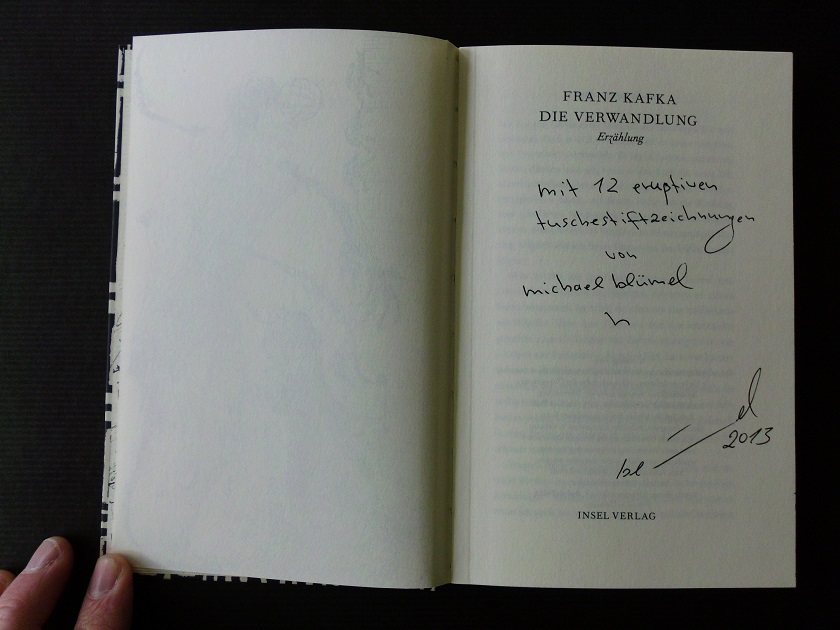 FRANZ KAFKA
DIE VERWANDLUNG
Erzählung
mit 12 eruptiven
tuschestiftzeichnungen
von
michael blümel
2013
INSEL VERLAG